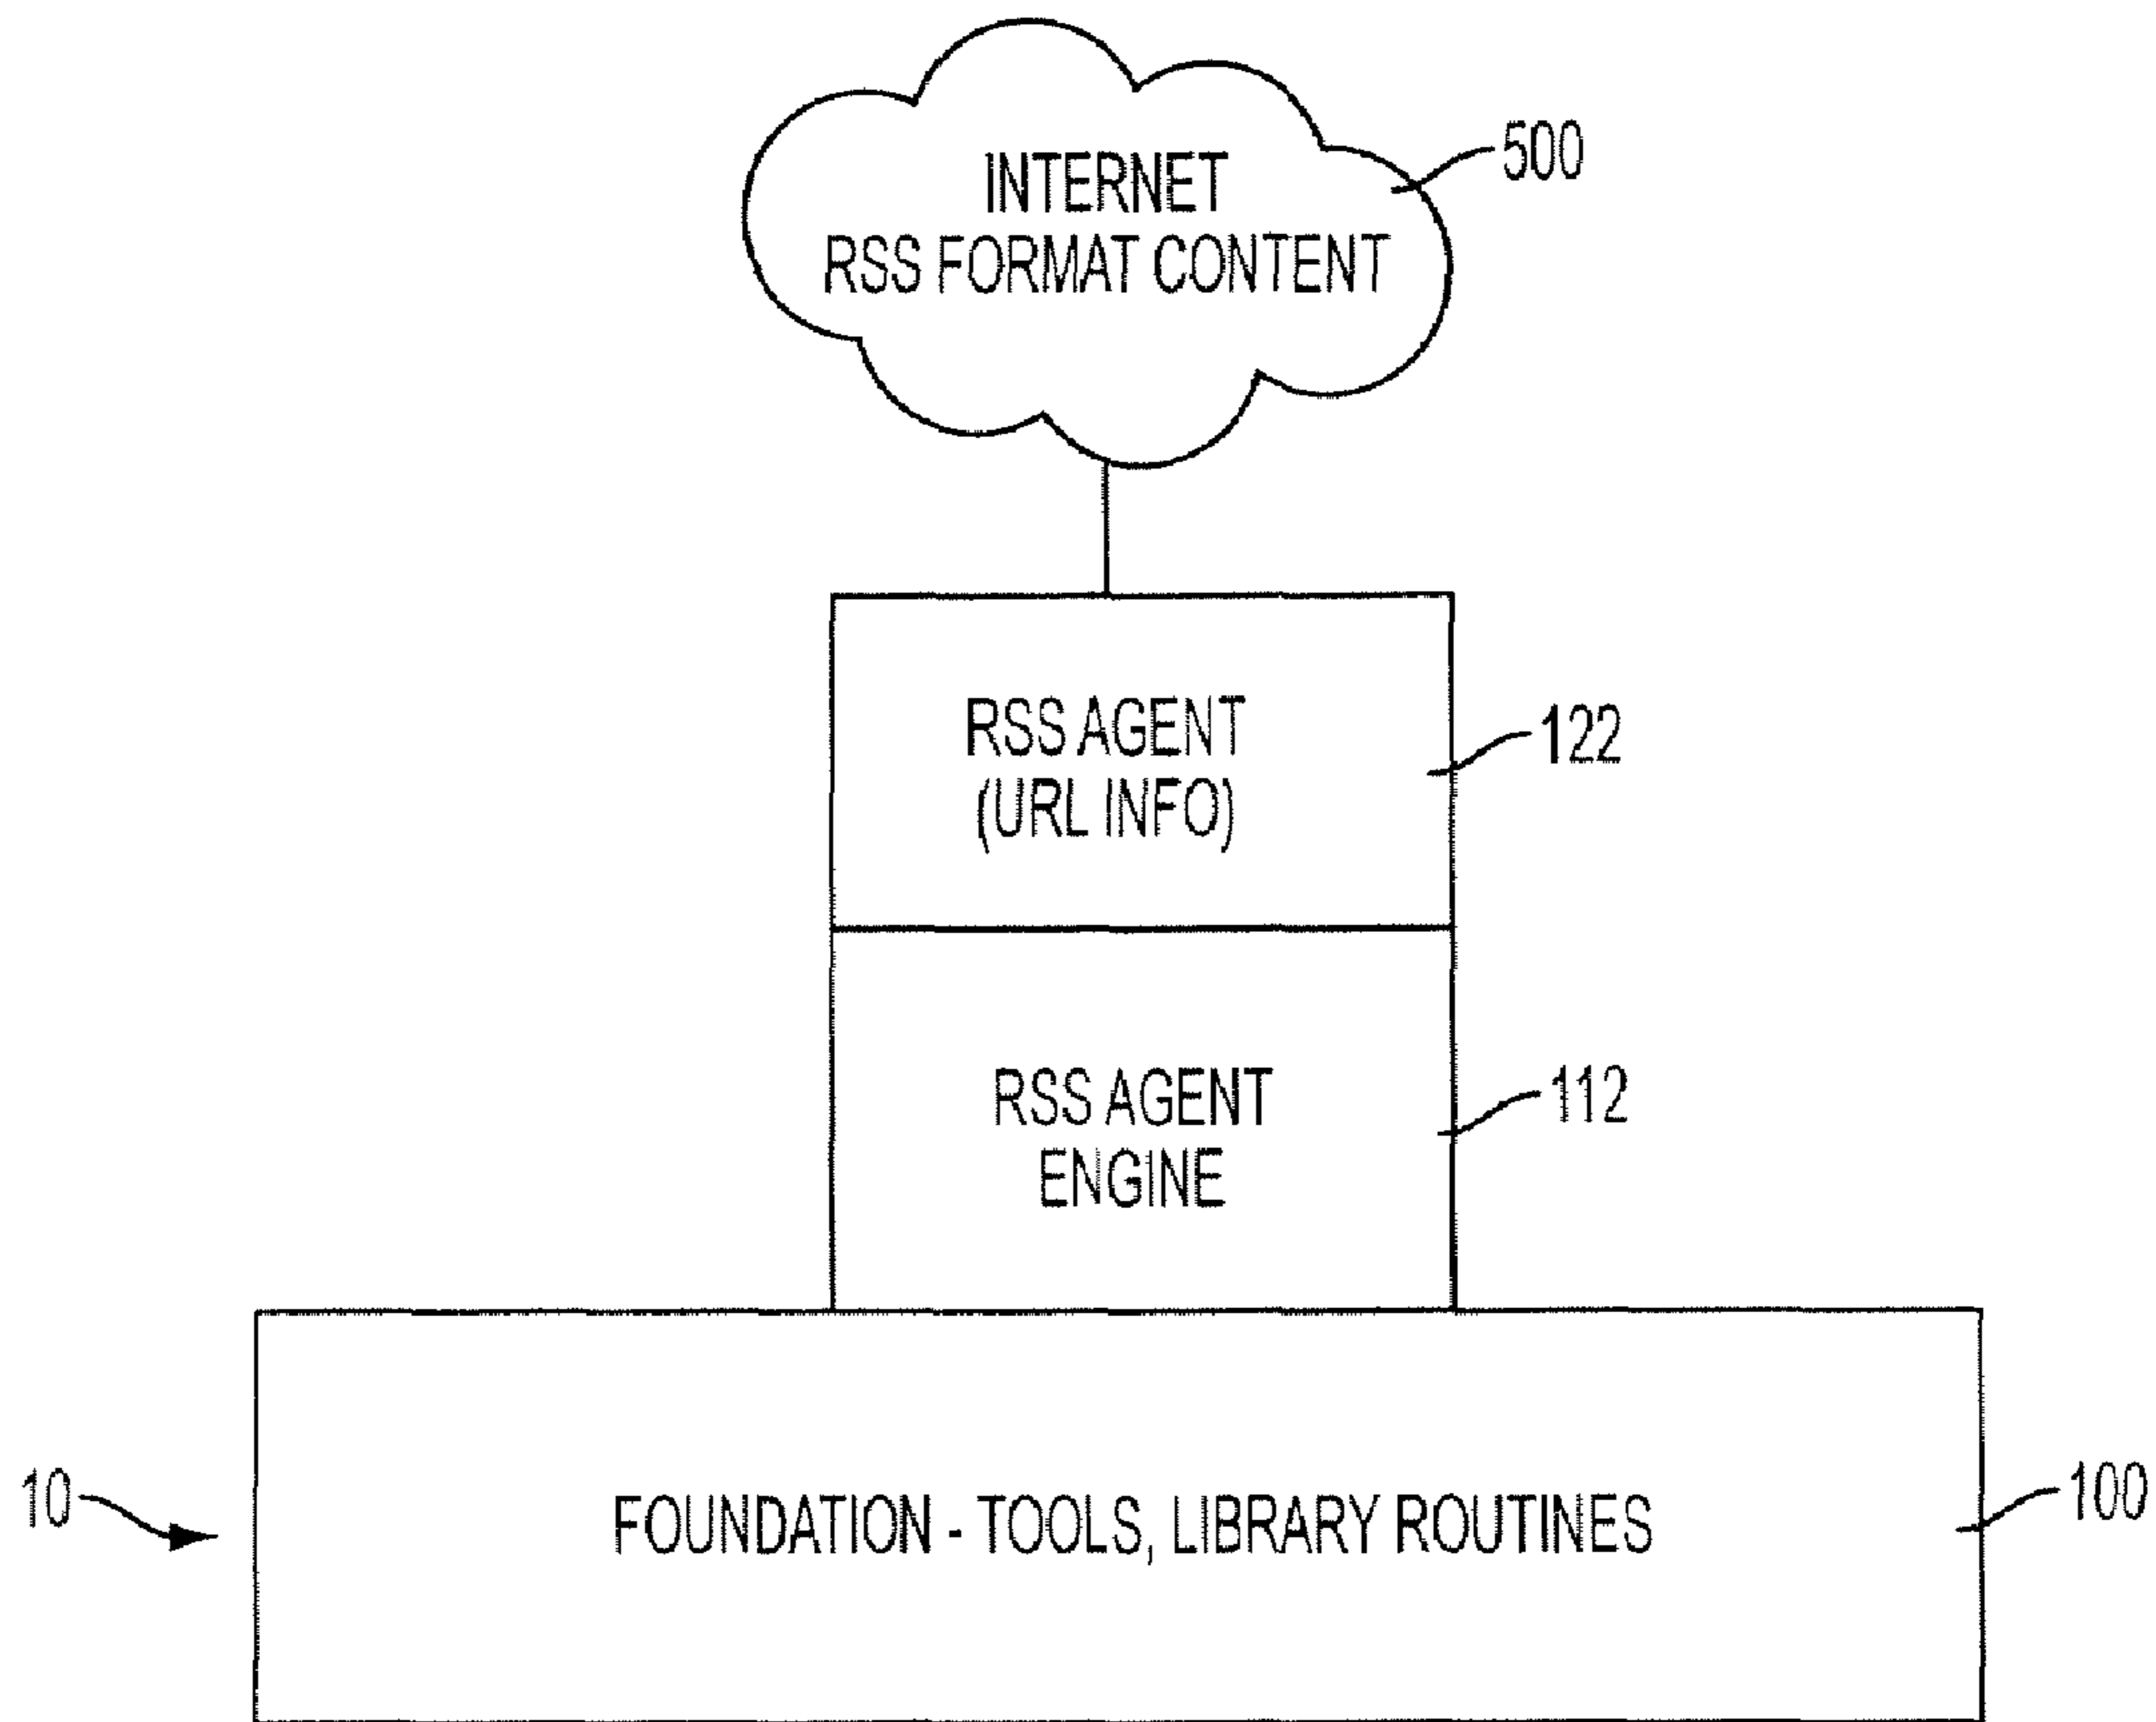 INTERNET
RSS FORMAT CONTENT
500
RSS AGENT
(URL INFO)
122
RSS AGENT
ENGINE
112
10
FOUNDATION - TOOLS, LIBRARY ROUTINES
100